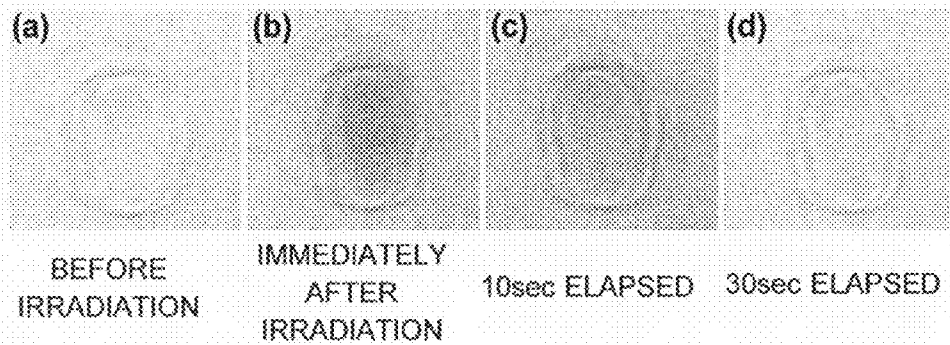 (a) (b) (c) (d)
BEFORE
IRRADIATION
IMMEDIATELY
AFTER
IRRADIATION
10sec ELAPSED
30sec ELAPSED